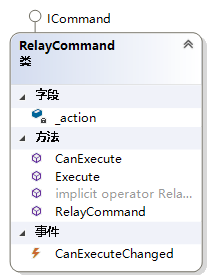 ICommand
RelayCommand
类
字段
_action
方法
CanExecute
Execute
implicit operator Rela...
RelayCommand
事件
CanExecuteChanged